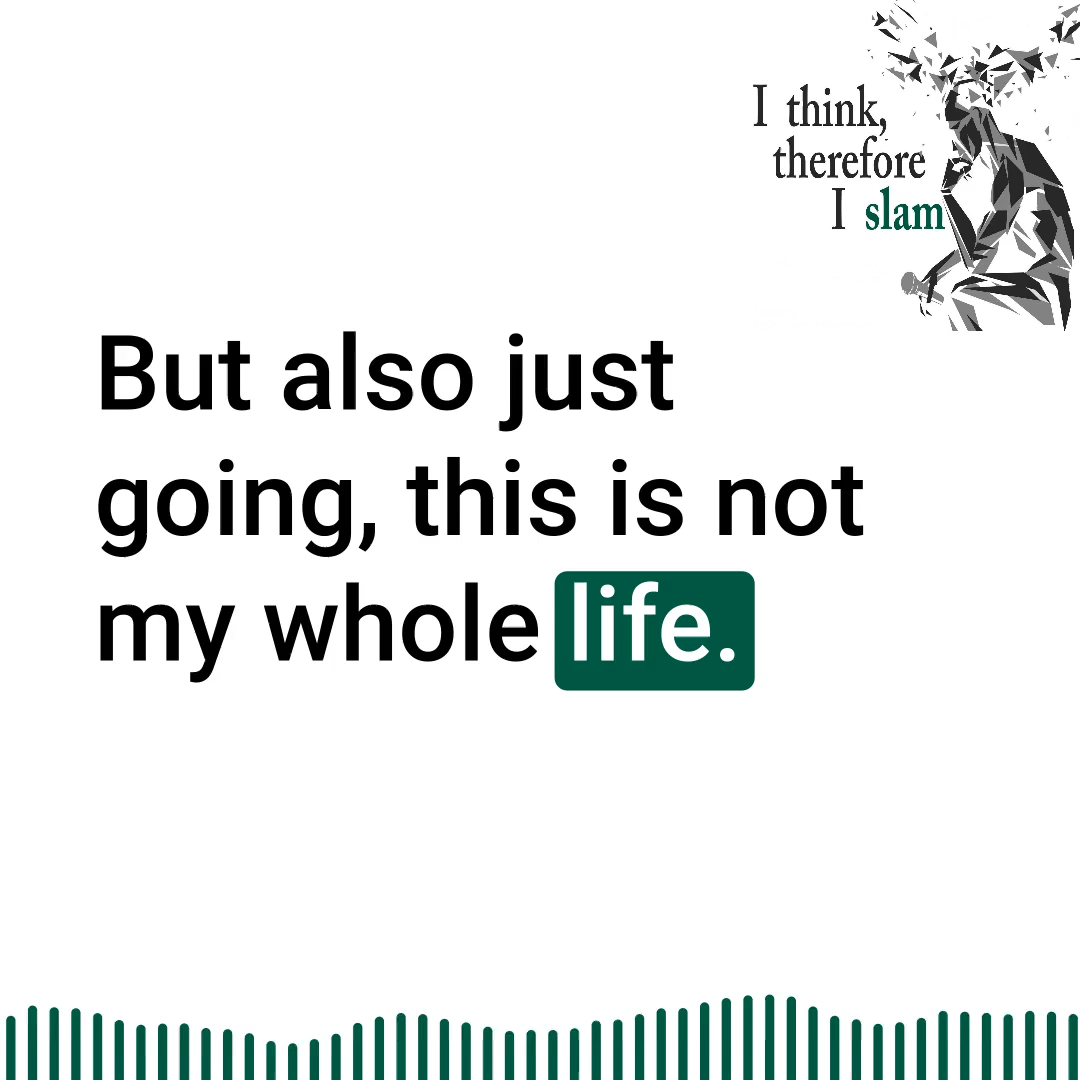 I think,
therefore
I slam
But also just
going, this is not
my whole life.